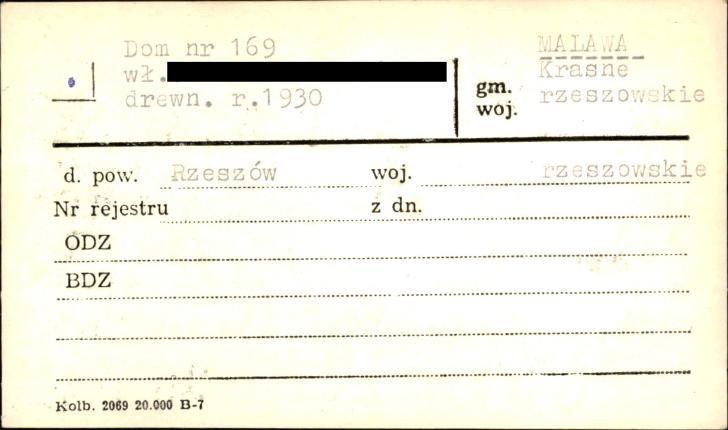 Dom nr 169
wł.
drewn. r.1930
MALAWA
gm. Krasne
woj. rzeszowskie
d. pow. Rzeszów woj. rzeszowskie
Nr rejestru z dn.
ODZ
BDZ
Kolb. 2069 20.000 B-7